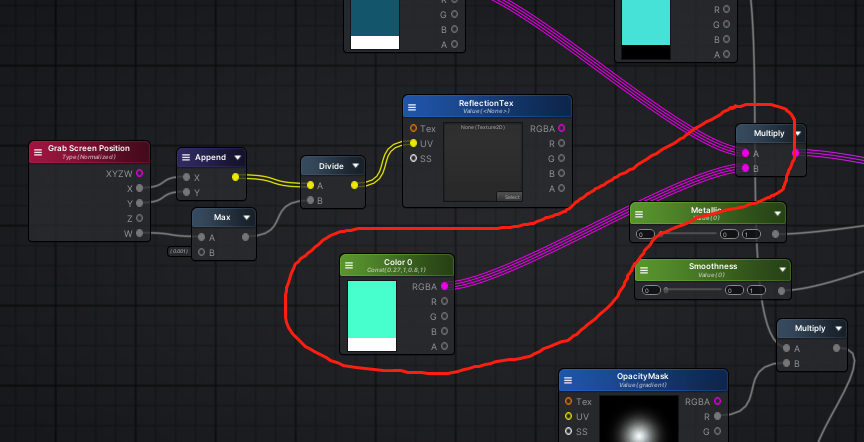 R
G
B
A
R
G
B
A
ReflectionTex
Value(<None>)
Tex
UV
SS
None (Texture2D)
Select
RGBA
R
G
B
A
Multiply
A
B
Grab Screen Position
Type(Normalized)
XYZW
X
Y
Z
W
Append
X
Y
Divide
A
B
Max
A
B
(0.001)
Metallic
Value(0)
0
0
1
Color 0
Const(0.27,1,0.8,1)
RGBA
R
G
B
A
Smoothness
Value(0)
0
0
1
Multiply
A
B
OpacityMask
Value(gradient)
Tex
UV
SS
RGBA
R
G